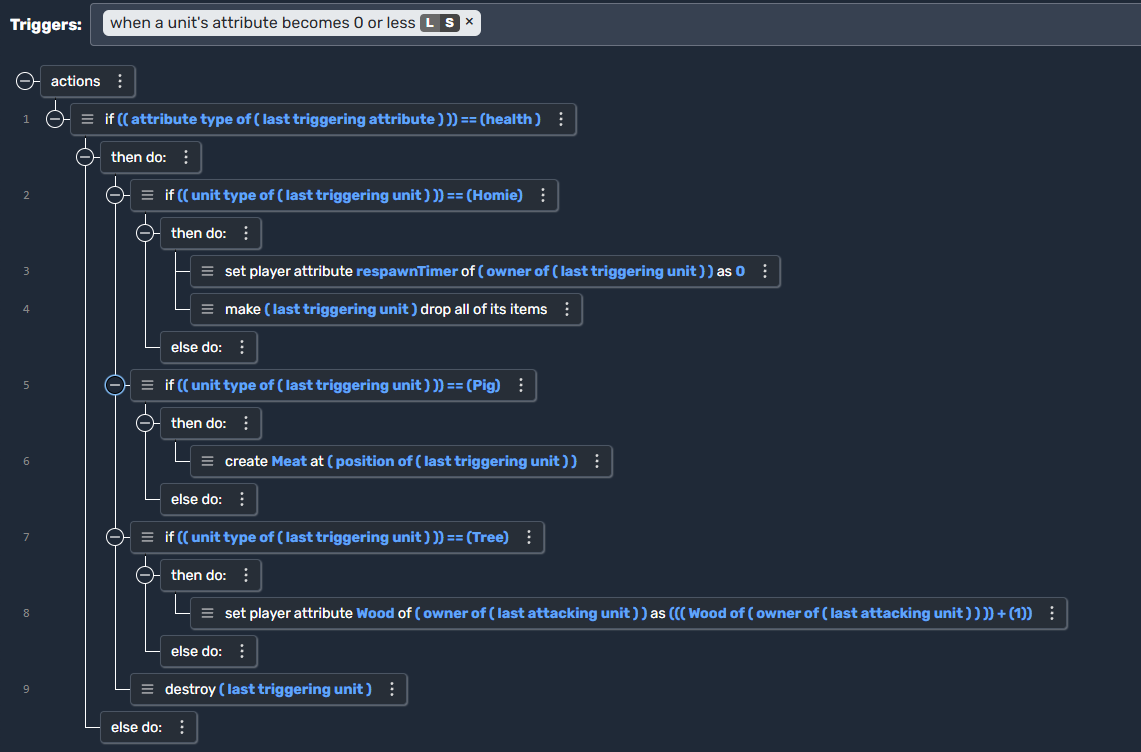 Triggers: when a unit's attribute becomes 0 or less L S ×
actions
1 if (( attribute type of ( last triggering attribute ) )) == (health )
then do:
2 if (( unit type of ( last triggering unit ) )) == (Homie)
then do:
3 set player attribute respawnTimer of ( owner of ( last triggering unit ) ) as 0
4 make ( last triggering unit ) drop all of its items
else do:
5 if (( unit type of ( last triggering unit ) )) == (Pig)
then do:
6 create Meat at ( position of ( last triggering unit ) )
else do:
7 if (( unit type of ( last triggering unit ) )) == (Tree)
then do:
8 set player attribute Wood of ( owner of ( last attacking unit ) ) as ((( Wood of ( owner of ( last attacking unit ) ) )) + (1))
else do:
9 destroy ( last triggering unit )
else do: